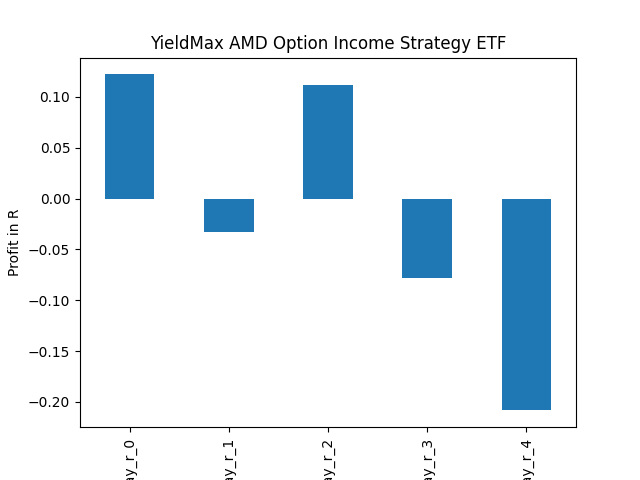 YieldMax AMD Option Income Strategy ETF
Profit in R
0.10
0.05
0.00
−0.05
−0.10
−0.15
−0.20
ay_r_0
ay_r_1
ay_r_2
ay_r_3
ay_r_4